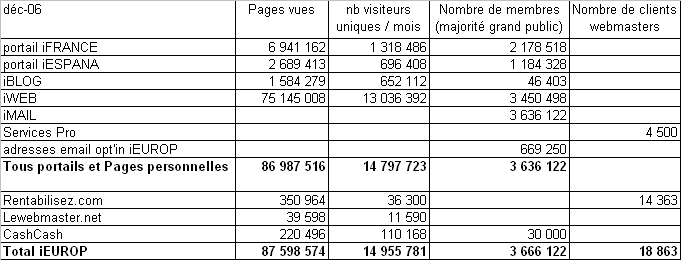 déc-06 Pages vues nb visiteurs uniques / mois Nombre de membres (majorité grand public) Nombre de clients webmasters
portail iFRANCE 6 941 162 1 318 486 2 178 518
portail iESPANA 2 689 413 696 408 1 184 328
iBLOG 1 584 279 652 112 46 403
iWEB 75 145 008 13 036 392 3 450 498
iMAIL 3 636 122
Services Pro 4 500
adresses email opt'in iEUROP 669 250
Tous portails et Pages personnelles 86 987 516 14 797 723 3 636 122
Rentabilisez.com 350 964 36 300 14 363
Lewebmaster.net 39 598 11 590
CashCash 220 496 110 168 30 000
Total iEUROP 87 598 574 14 955 781 3 666 122 18 863